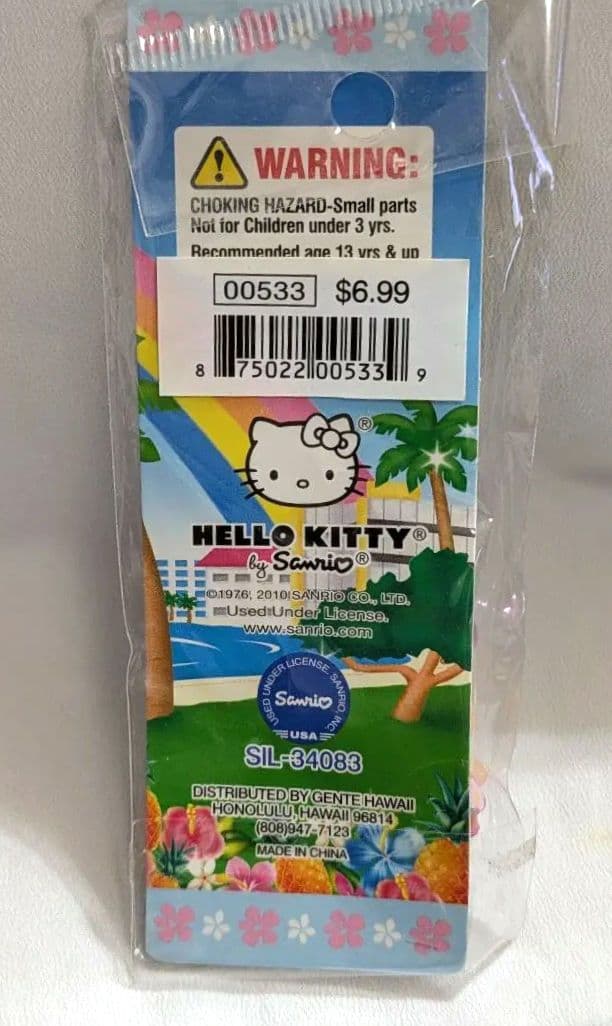 WARNING:
CHOKING HAZARD-Small parts
Not for Children under 3 yrs.
Recommended age 13 yrs & up
00533 $6.99
8 75022 00533 9
®
HELLO KITTY®
by Sanrio®
©1976, 2010 SANRIO CO., LTD.
Used Under License.
www.sanrio.com
USED UNDER LICENSE. SANRIO, INC.
Sanrio
USA
SIL-34083
DISTRIBUTED BY GENTE HAWAII
HONOLULU, HAWAII 96814
(808)947-7123
MADE IN CHINA